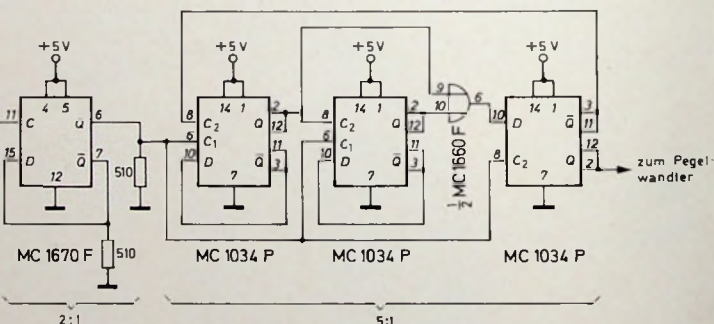 +5V +5V +5V +5V
4 5 14 1 14 1 9 6 14 1
11 C Q 6 8 C₂ 2 8 C₂ 2 10 10 D Q̄ 3
6 C₁ Q 12 6 C₁ Q 12 11
15 D Q̄ 7 10 D 11 10 D 11 8 C₂ Q 12
510 Q̄ 3 Q̄ 3 2 zum Pegel-
wandler
12 7 7 ½ MC 1660 F 7
510
MC 1670 F MC 1034 P MC 1034 P MC 1034 P
2:1 5:1